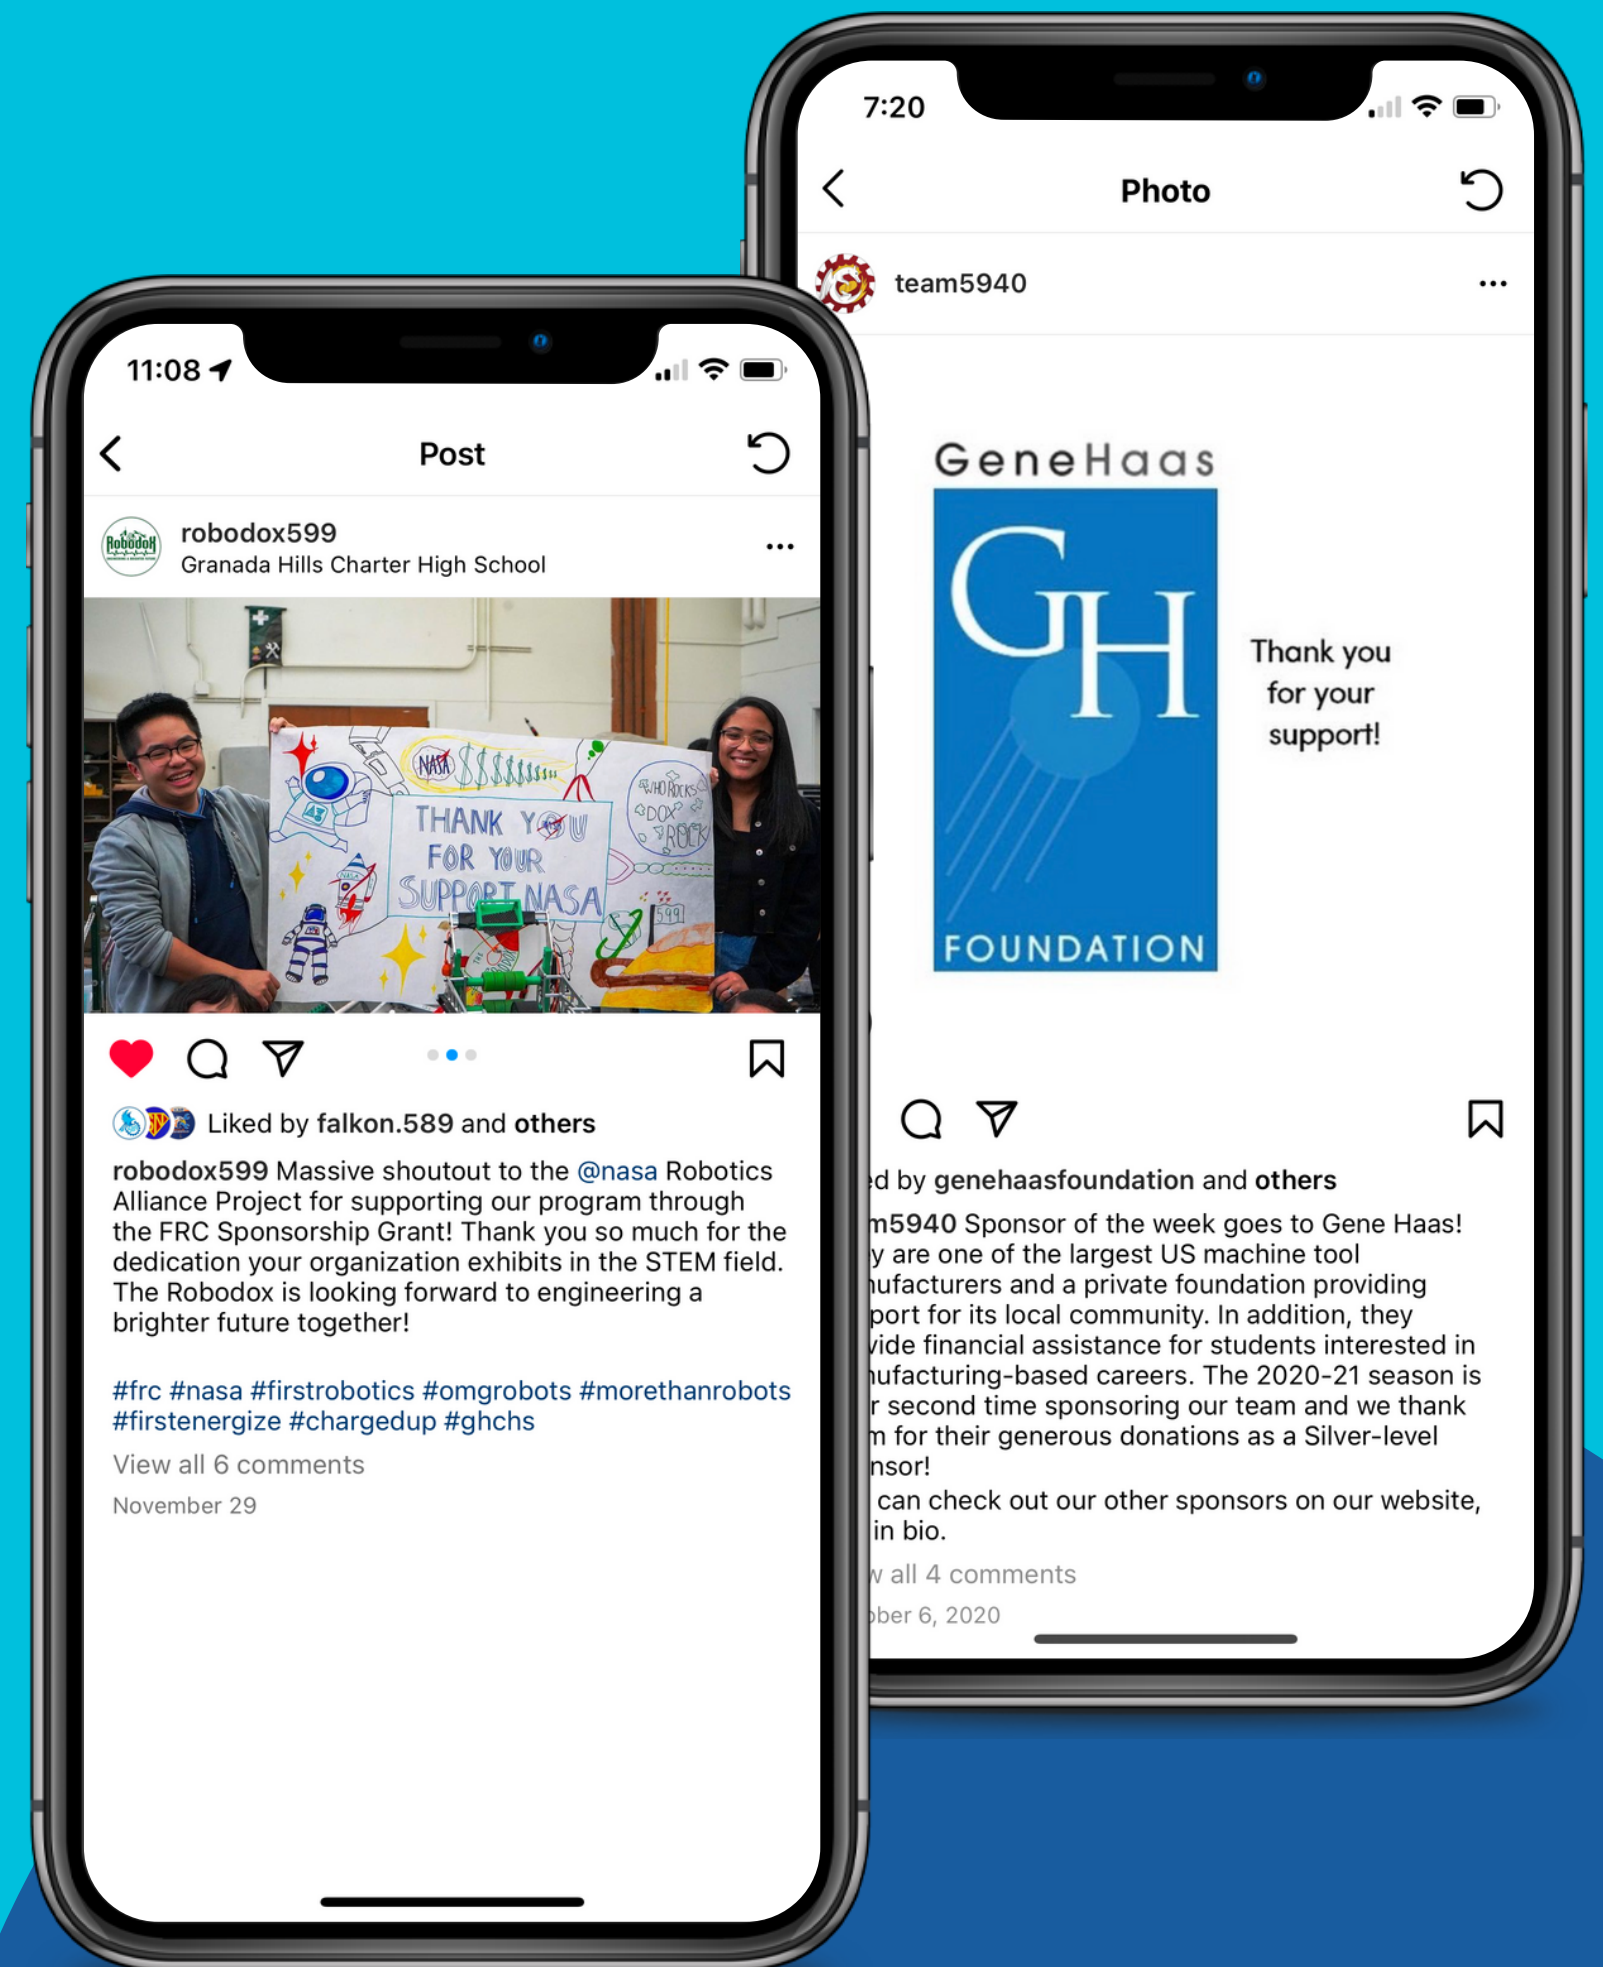 11:08
Post
RoboDox
robodox599
Granada Hills Charter High School
NASA $$$$$$$
WHO ROCKS
DOX
ROCK
THANK YOU
FOR YOUR
SUPPORT NASA
NASA
599
Liked by falkon.589 and others
robodox599 Massive shoutout to the @nasa Robotics
Alliance Project for supporting our program through
the FRC Sponsorship Grant! Thank you so much for the
dedication your organization exhibits in the STEM field.
The Robodox is looking forward to engineering a
brighter future together!
#frc #nasa #firstrobotics #omgrobots #morethanrobots
#firstenergize #chargedup #ghchs
View all 6 comments
November 29
7:20
Photo
team5940
GeneHaas
GH
FOUNDATION
Thank you
for your
support!
ed by genehaasfoundation and others
m5940 Sponsor of the week goes to Gene Haas!
y are one of the largest US machine tool
nufacturers and a private foundation providing
port for its local community. In addition, they
vide financial assistance for students interested in
nufacturing-based careers. The 2020-21 season is
r second time sponsoring our team and we thank
m for their generous donations as a Silver-level
nsor!
can check out our other sponsors on our website,
in bio.
w all 4 comments
ober 6, 2020